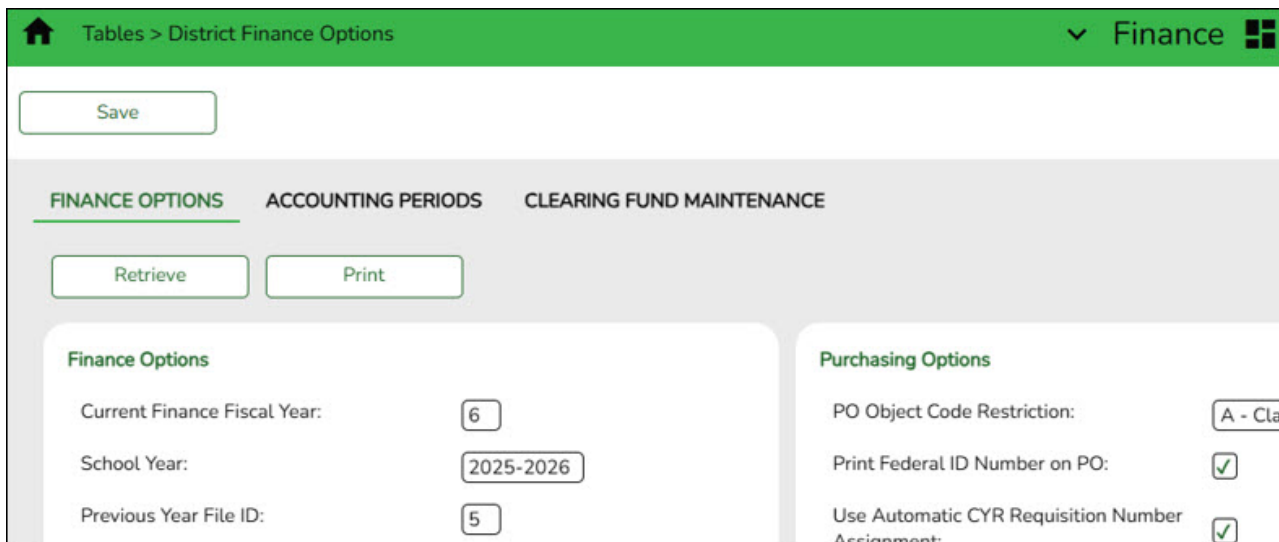 Tables > District Finance Options
Finance
Save
FINANCE OPTIONS ACCOUNTING PERIODS CLEARING FUND MAINTENANCE
Retrieve Print
Finance Options
Current Finance Fiscal Year: 6
School Year: 2025-2026
Previous Year File ID: 5
Purchasing Options
PO Object Code Restriction: A - Cla
Print Federal ID Number on PO:
Use Automatic CYR Requisition Number
Assignment: